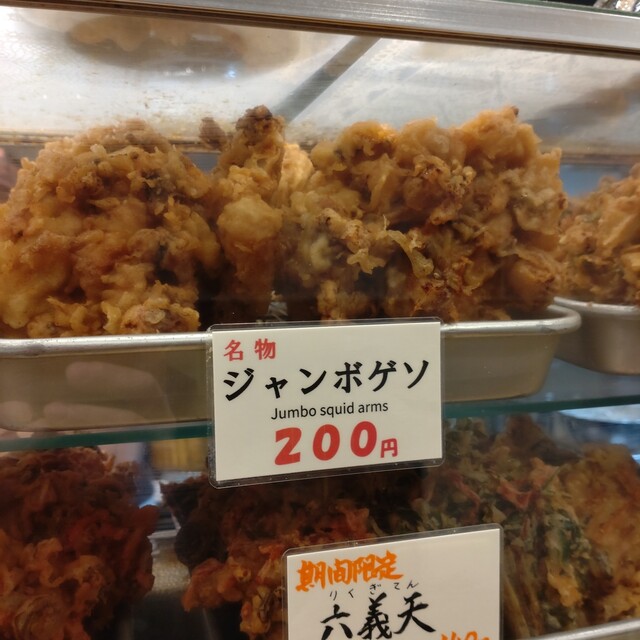 名物
ジャンボゲソ
Jumbo squid arms
200円
期間限定
りくぎてん
六義天